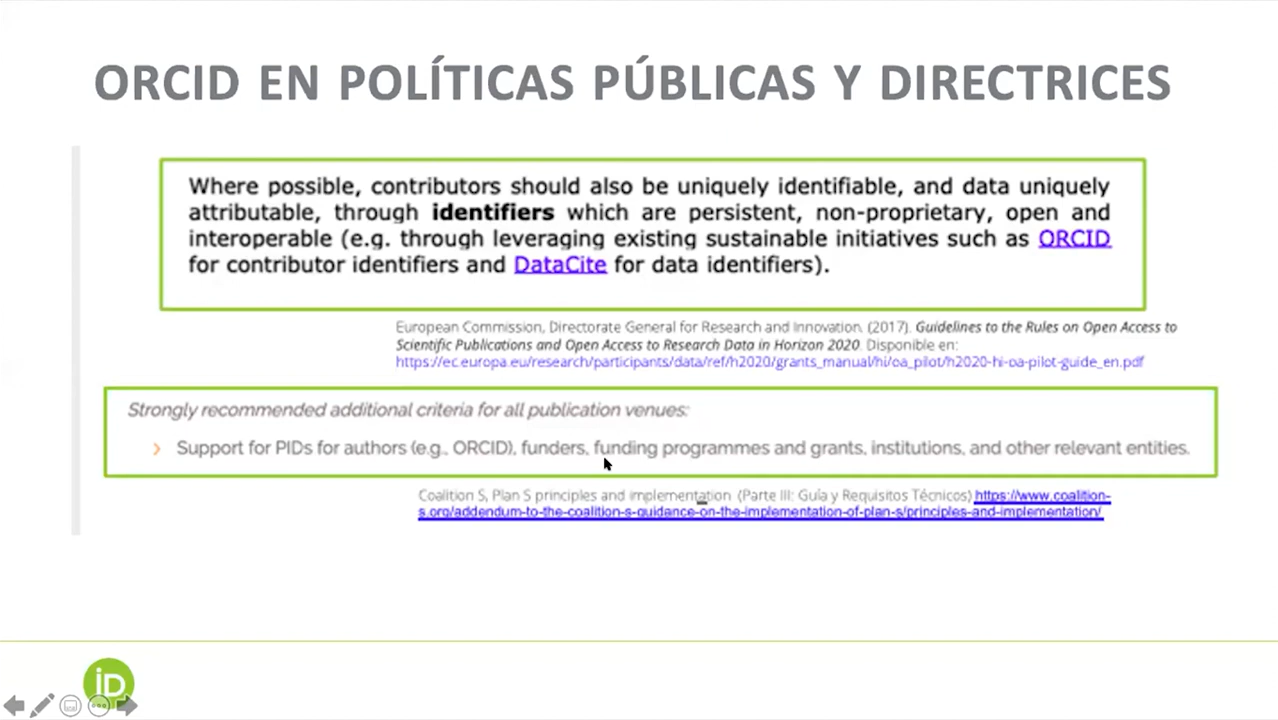 ORCID EN POLÍTICAS PÚBLICAS Y DIRECTRICES
Where possible, contributors should also be uniquely identifiable, and data uniquely
attributable, through identifiers which are persistent, non-proprietary, open and
interoperable (e.g. through leveraging existing sustainable initiatives such as ORCID
for contributor identifiers and DataCite for data identifiers).
European Commission, Directorate General for Research and Innovation. (2017). Guidelines to the Rules on Open Access to
Scientific Publications and Open Access to Research Data in Horizon 2020. Disponible en:
https://ec.europa.eu/research/participants/data/ref/h2020/grants_manual/hi/oa_pilot/h2020-hi-oa-pilot-guide_en.pdf
Strongly recommended additional criteria for all publication venues:
Support for PIDs for authors (e.g., ORCID), funders, funding programmes and grants, institutions, and other relevant entities.
Coalition S, Plan S principles and implementation (Parte III: Guía y Requisitos Técnicos) https://www.coalition-
s.org/addendum-to-the-coalition-s-guidance-on-the-implementation-of-plan-s/principles-and-implementation/
iD